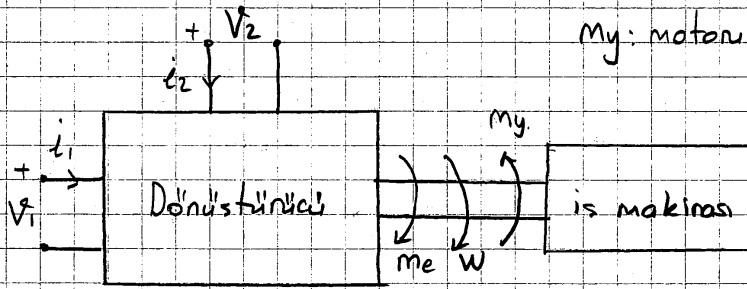 + V2
My: motoru
i2
My.
i1
+
V1
Dönüştürücü
iş makinası
Me W